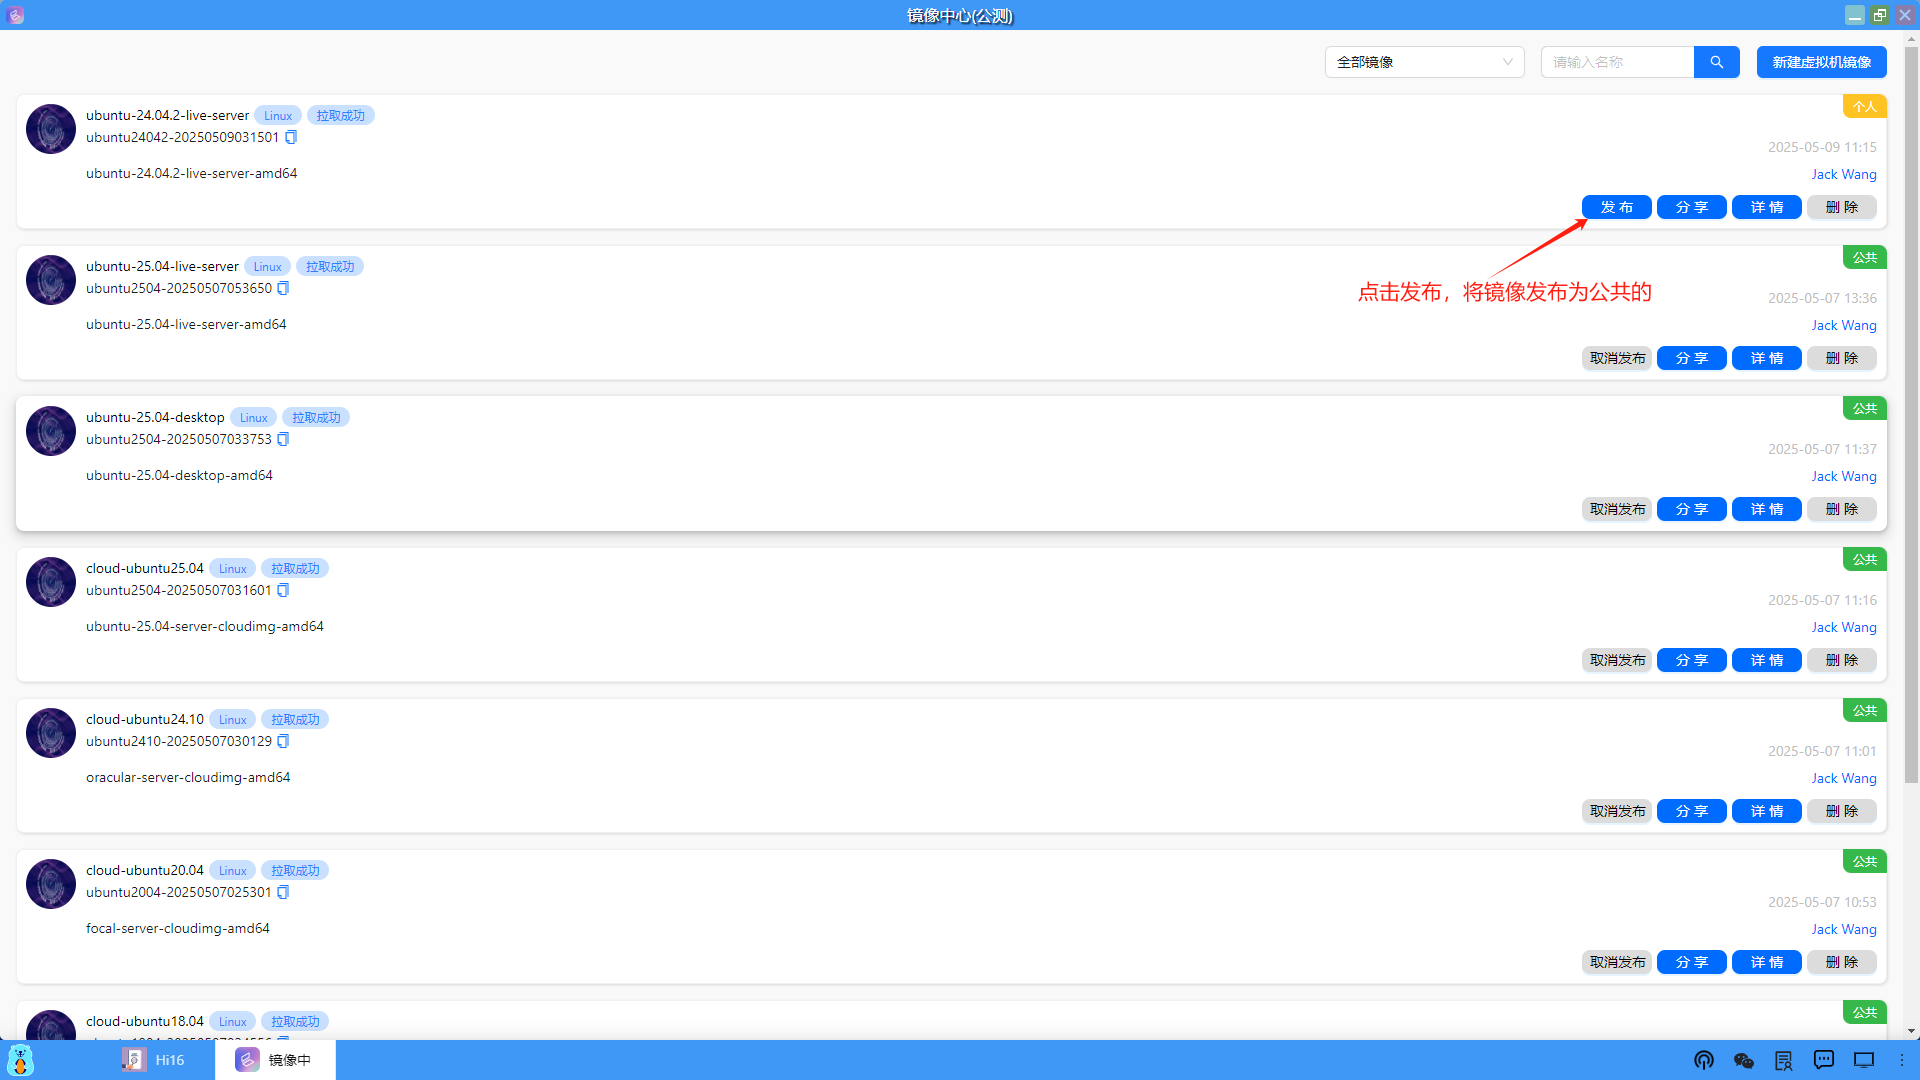 镜像中心(公测)
全部镜像
请输入名称
新建虚拟机镜像
ubuntu-24.04.2-live-server Linux 拉取成功
个人
ubuntu24042-20250509031501
2025-05-09 11:15
ubuntu-24.04.2-live-server-amd64
Jack Wang
发布 分享 详情 删除
点击发布，将镜像发布为公共的
ubuntu-25.04-live-server Linux 拉取成功
公共
ubuntu2504-20250507053650
2025-05-07 13:36
ubuntu-25.04-live-server-amd64
Jack Wang
取消发布 分享 详情 删除
ubuntu-25.04-desktop Linux 拉取成功
公共
ubuntu2504-20250507033753
2025-05-07 11:37
ubuntu-25.04-desktop-amd64
Jack Wang
取消发布 分享 详情 删除
cloud-ubuntu25.04 Linux 拉取成功
公共
ubuntu2504-20250507031601
2025-05-07 11:16
ubuntu-25.04-server-cloudimg-amd64
Jack Wang
取消发布 分享 详情 删除
cloud-ubuntu24.10 Linux 拉取成功
公共
ubuntu2410-20250507030129
2025-05-07 11:01
oracular-server-cloudimg-amd64
Jack Wang
取消发布 分享 详情 删除
cloud-ubuntu20.04 Linux 拉取成功
公共
ubuntu2004-20250507025301
2025-05-07 10:53
focal-server-cloudimg-amd64
Jack Wang
取消发布 分享 详情 删除
cloud-ubuntu18.04 Linux 拉取成功
公共
Hi16
镜像中